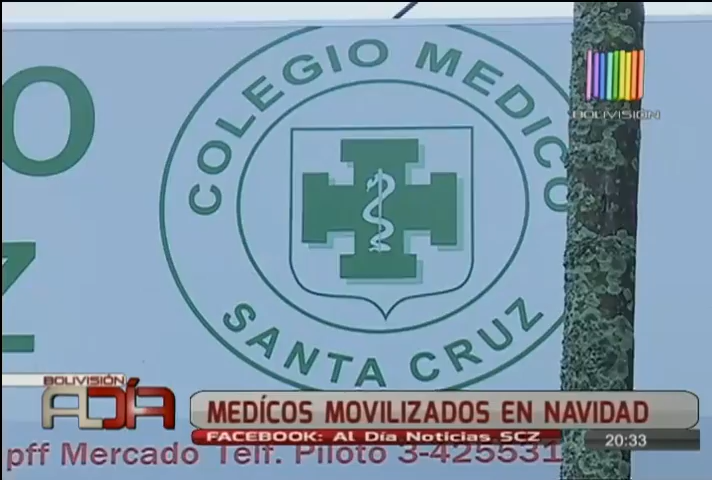 O
Z
COLEGIO MEDICO
SANTA CRUZ
BOLIVISIÓN
BOLIVISIÓN
ALDÍA
MEDÍCOS MOVILIZADOS EN NAVIDAD
FACEBOOK: Al Día Noticias SCZ
20:33
pff Mercado Telf. Piloto 3-425531